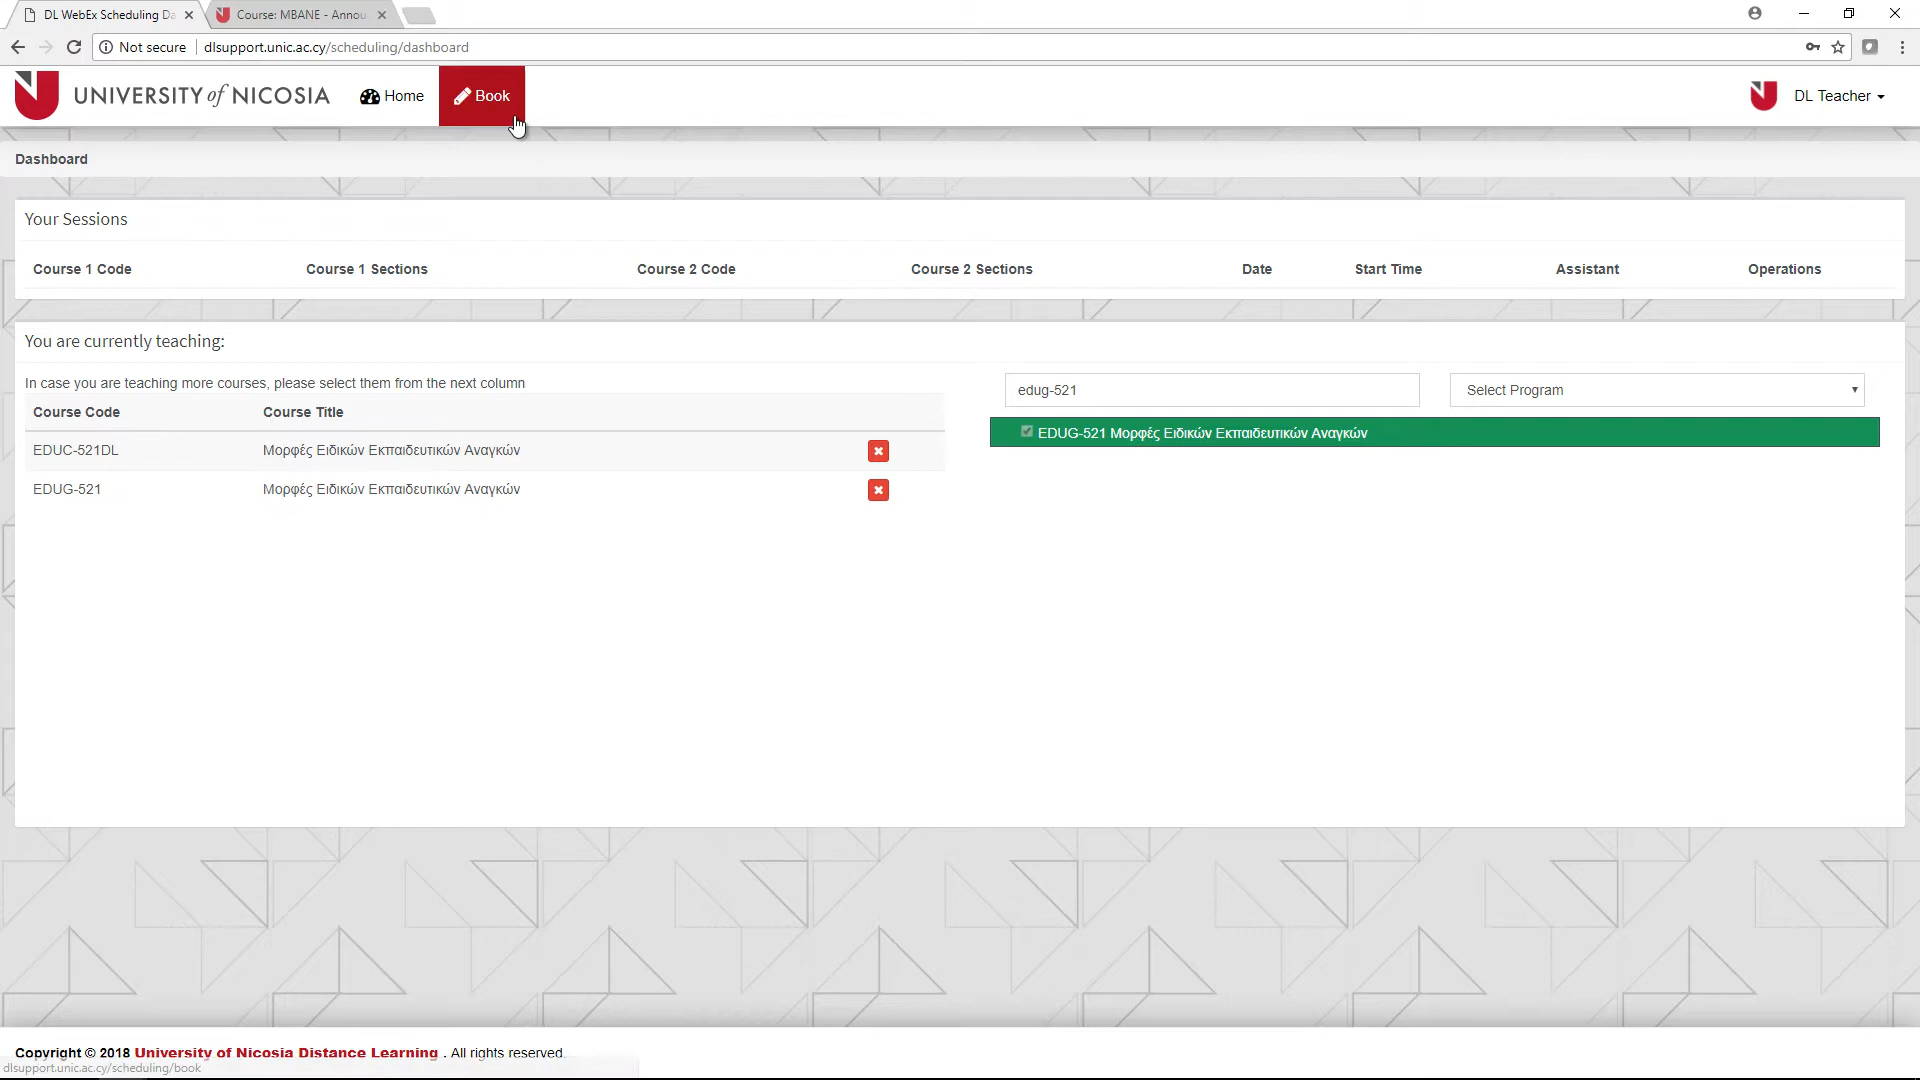 DL WebEx Scheduling Da
Course: MBANE - Annou
Not secure
dlsupport.unic.ac.cy/scheduling/dashboard
UNIVERSITY of NICOSIA
Home
Book
DL Teacher
Dashboard
Your Sessions
Course 1 Code Course 1 Sections Course 2 Code Course 2 Sections Date Start Time Assistant Operations
You are currently teaching:
In case you are teaching more courses, please select them from the next column
edug-521
Select Program
Course Code Course Title
EDUG-521 Μορφές Ειδικών Εκπαιδευτικών Αναγκών
EDUC-521DL Μορφές Ειδικών Εκπαιδευτικών Αναγκών
EDUG-521 Μορφές Ειδικών Εκπαιδευτικών Αναγκών
Copyright © 2018 University of Nicosia Distance Learning . All rights reserved.
dlsupport.unic.ac.cy/scheduling/book